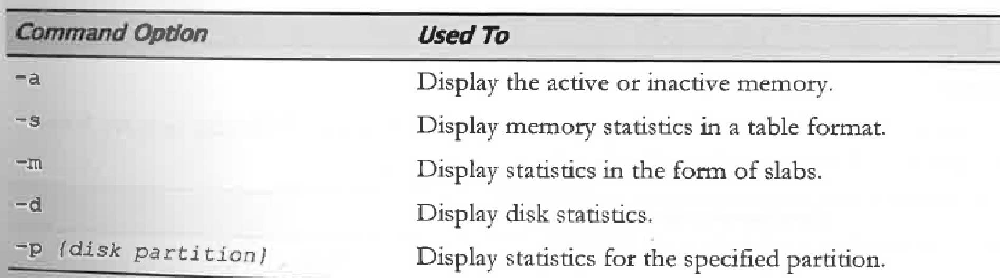 Command Option Used To
-a Display the active or inactive memory.
-s Display memory statistics in a table format.
-m Display statistics in the form of slabs.
-d Display disk statistics.
-p {disk partition} Display statistics for the specified partition.